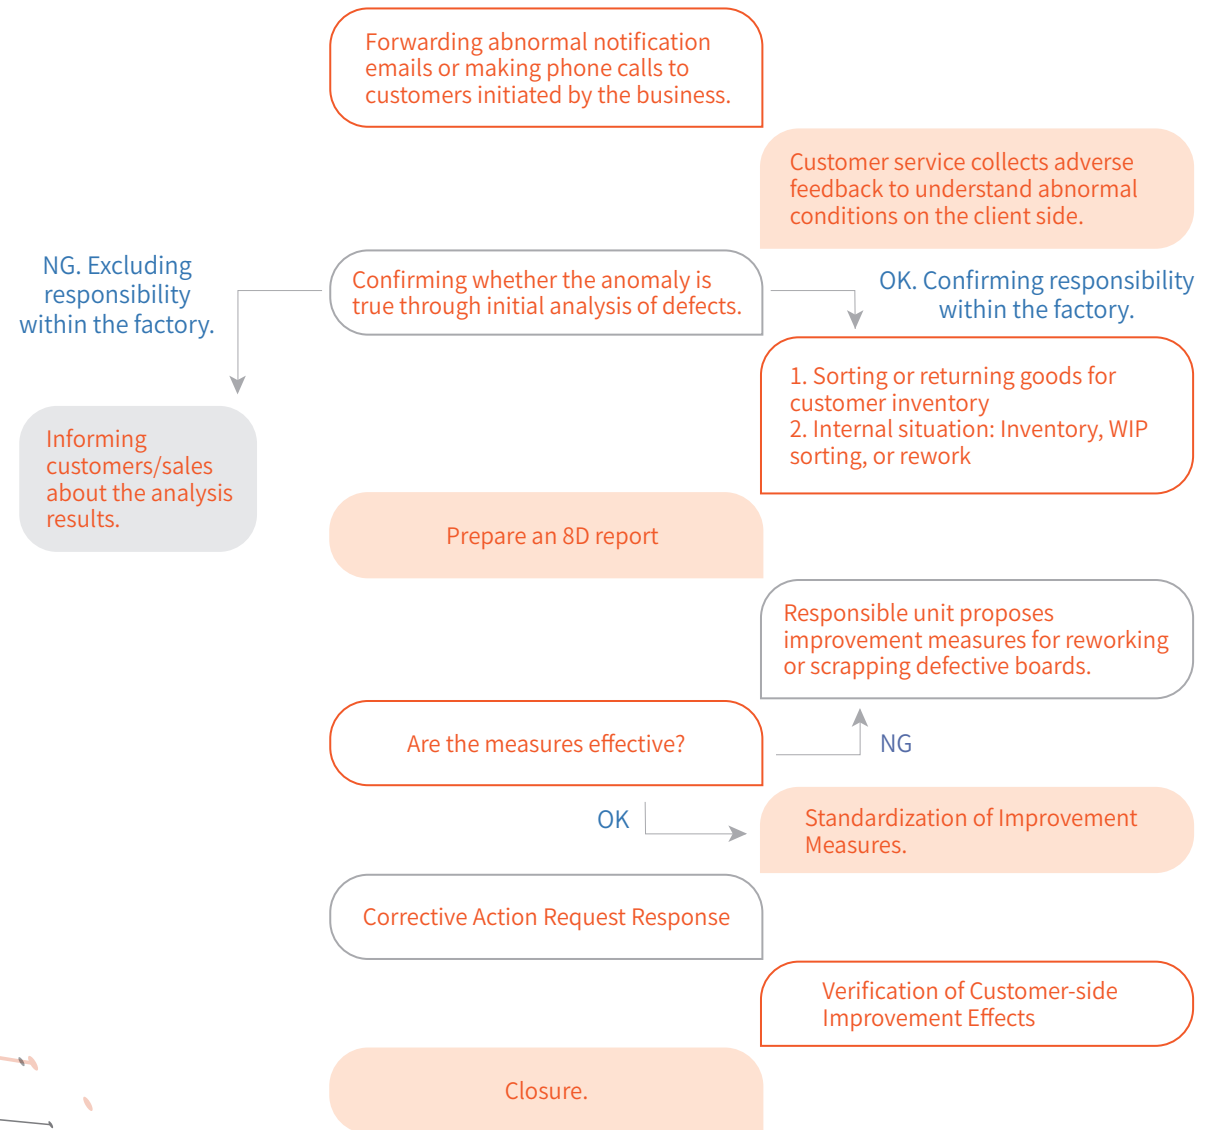 Forwarding abnormal notification
emails or making phone calls to
customers initiated by the business.
Customer service collects adverse
feedback to understand abnormal
conditions on the client side.
NG. Excluding
responsibility
within the factory.
Confirming whether the anomaly is
true through initial analysis of defects.
OK. Confirming responsibility
within the factory.
1. Sorting or returning goods for
customer inventory
2. Internal situation: Inventory, WIP
sorting, or rework
Informing
customers/sales
about the analysis
results.
Prepare an 8D report
Responsible unit proposes
improvement measures for reworking
or scrapping defective boards.
Are the measures effective?
NG
OK
Standardization of Improvement
Measures.
Corrective Action Request Response
Verification of Customer-side
Improvement Effects
Closure.